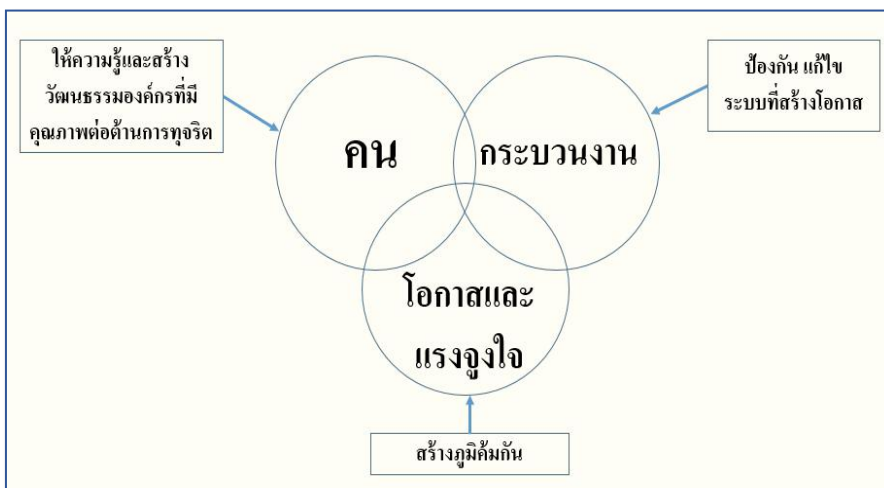 ให้ความรู้และสร้าง
วัฒนธรรมองค์กรที่มี
คุณภาพต่อต้านการทุจริต
ป้องกัน แก้ไข
ระบบที่สร้างโอกาส
คน
กระบวนงาน
โอกาสและ
แรงจูงใจ
สร้างภูมิค้มกัน